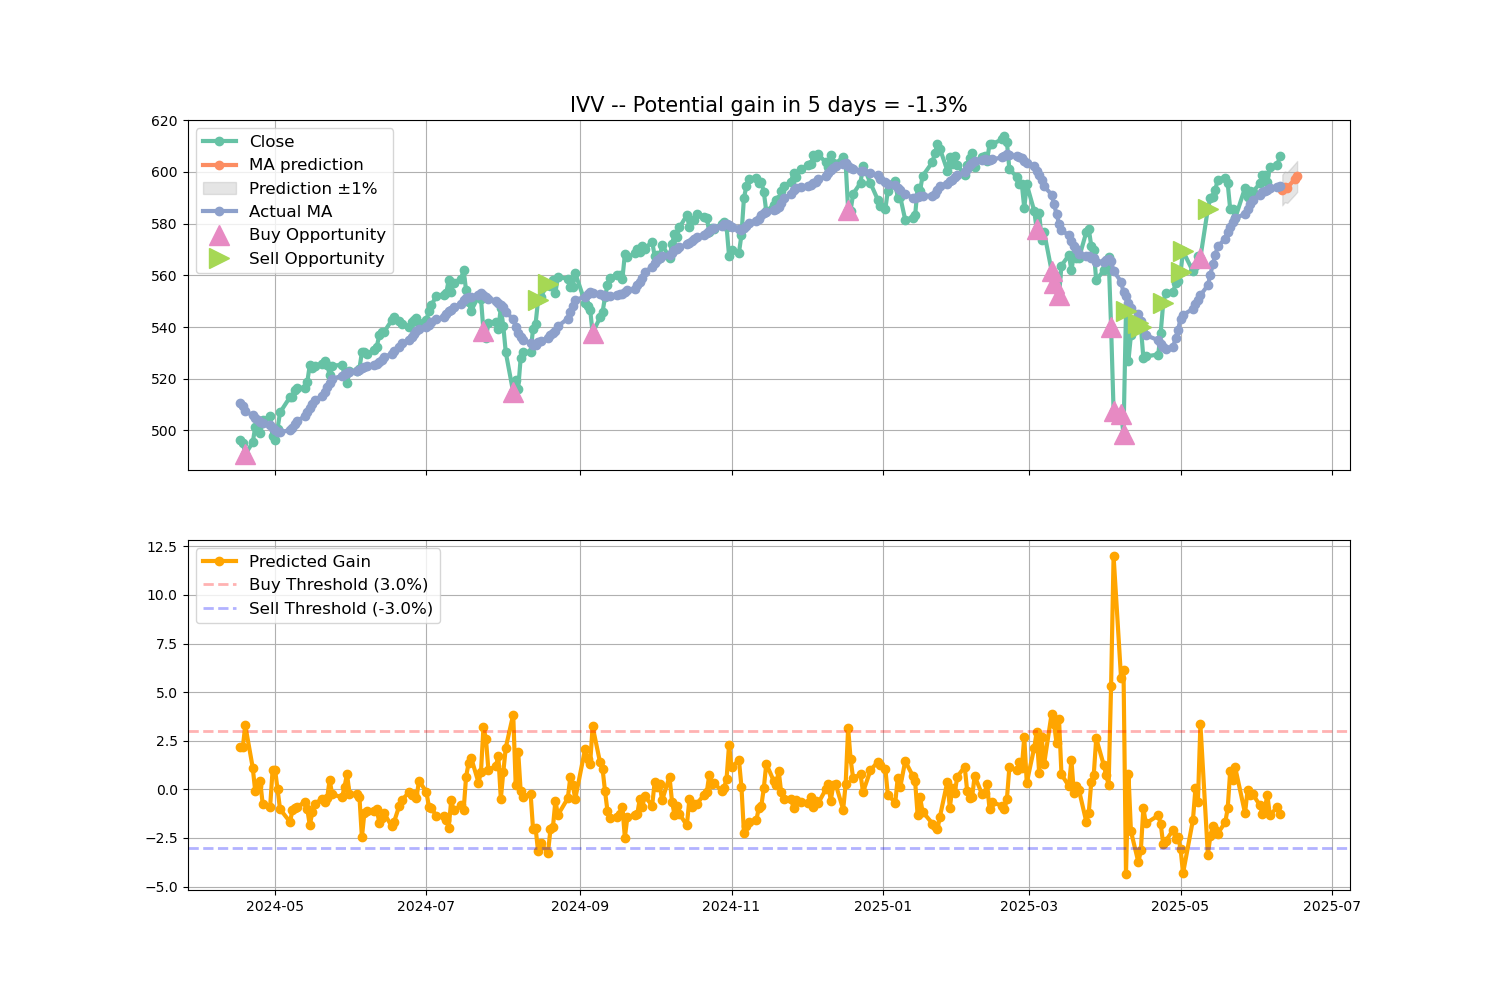 IVV -- Potential gain in 5 days = -1.3%
620
600
580
560
540
520
500
Close
MA prediction
Prediction ±1%
Actual MA
Buy Opportunity
Sell Opportunity
12.5
10.0
7.5
5.0
2.5
0.0
−2.5
−5.0
Predicted Gain
Buy Threshold (3.0%)
Sell Threshold (-3.0%)
2024-05
2024-07
2024-09
2024-11
2025-01
2025-03
2025-05
2025-07